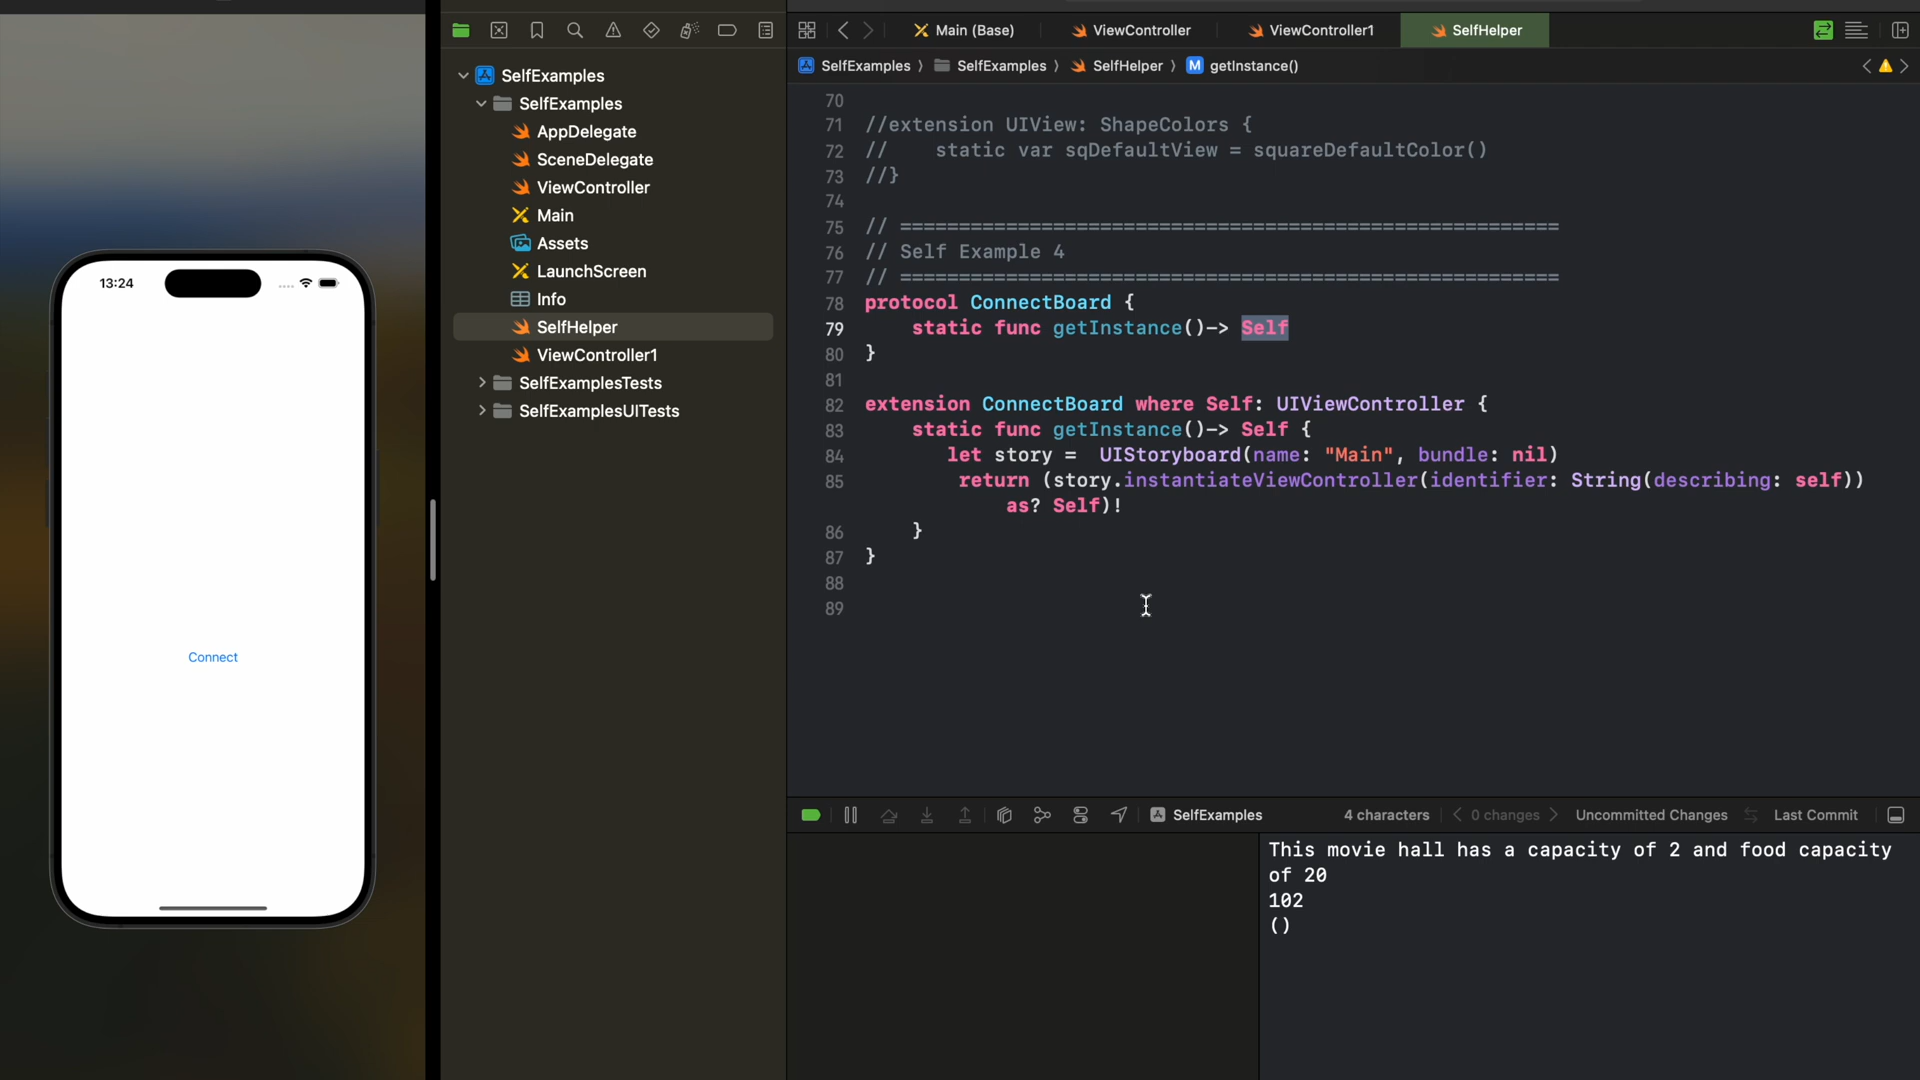 13:24
Connect
SelfExamples
SelfExamples
AppDelegate
SceneDelegate
ViewController
Main
Assets
LaunchScreen
Info
SelfHelper
ViewController1
SelfExamplesTests
SelfExamplesUITests
Main (Base)
ViewController
ViewController1
SelfHelper
SelfExamples 〉 SelfExamples 〉 SelfHelper 〉 M getInstance()
70
71 //extension UIView: ShapeColors {
72 //    static var sqDefaultView = squareDefaultColor()
73 //}
74
75 // ========================================================
76 // Self Example 4
77 // ========================================================
78 protocol ConnectBoard {
79     static func getInstance()-> Self
80 }
81
82 extension ConnectBoard where Self: UIViewController {
83     static func getInstance()-> Self {
84        let story =  UIStoryboard(name: "Main", bundle: nil)
85         return (story.instantiateViewController(identifier: String(describing: self))
as? Self)!
86     }
87 }
88
89
SelfExamples
4 characters
0 changes
Uncommitted Changes
Last Commit
This movie hall has a capacity of 2 and food capacity
of 20
102
()